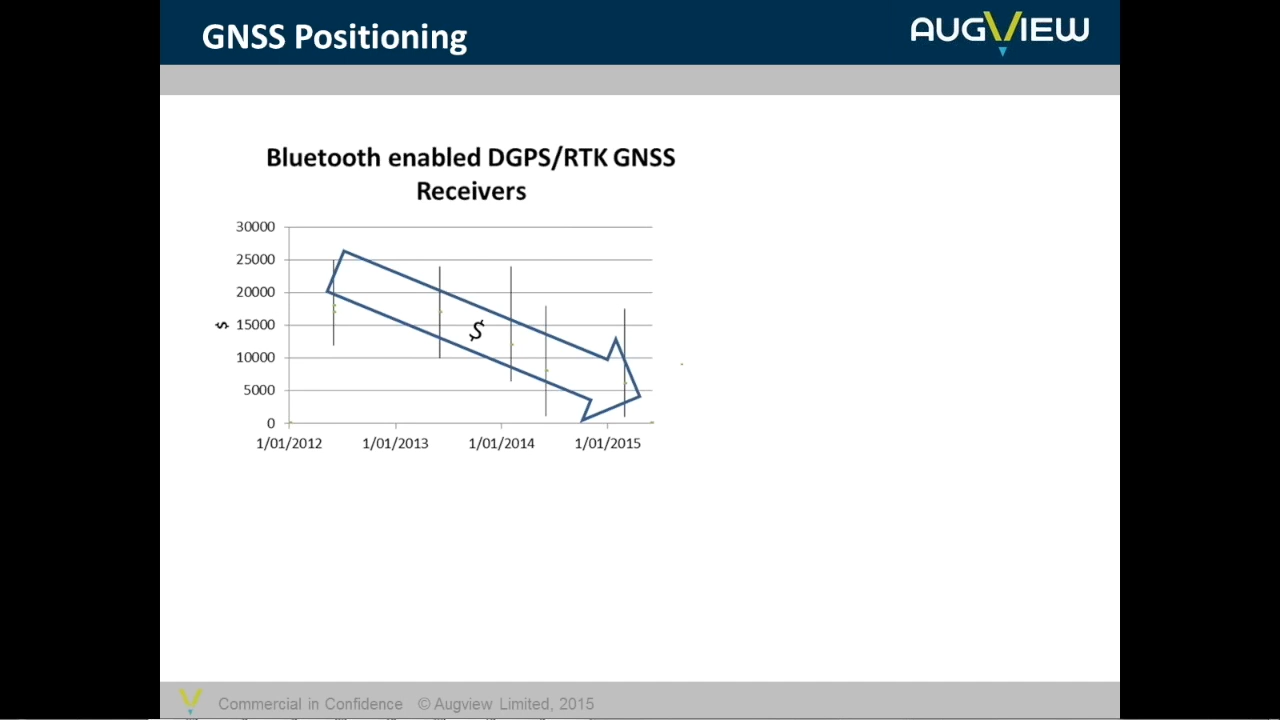 GNSS Positioning
AUGVIEW
Bluetooth enabled DGPS/RTK GNSS
Receivers
30000
25000
20000
$ 15000
10000
5000
0
$
1/01/2012 1/01/2013 1/01/2014 1/01/2015
Commercial in Confidence © Augview Limited, 2015